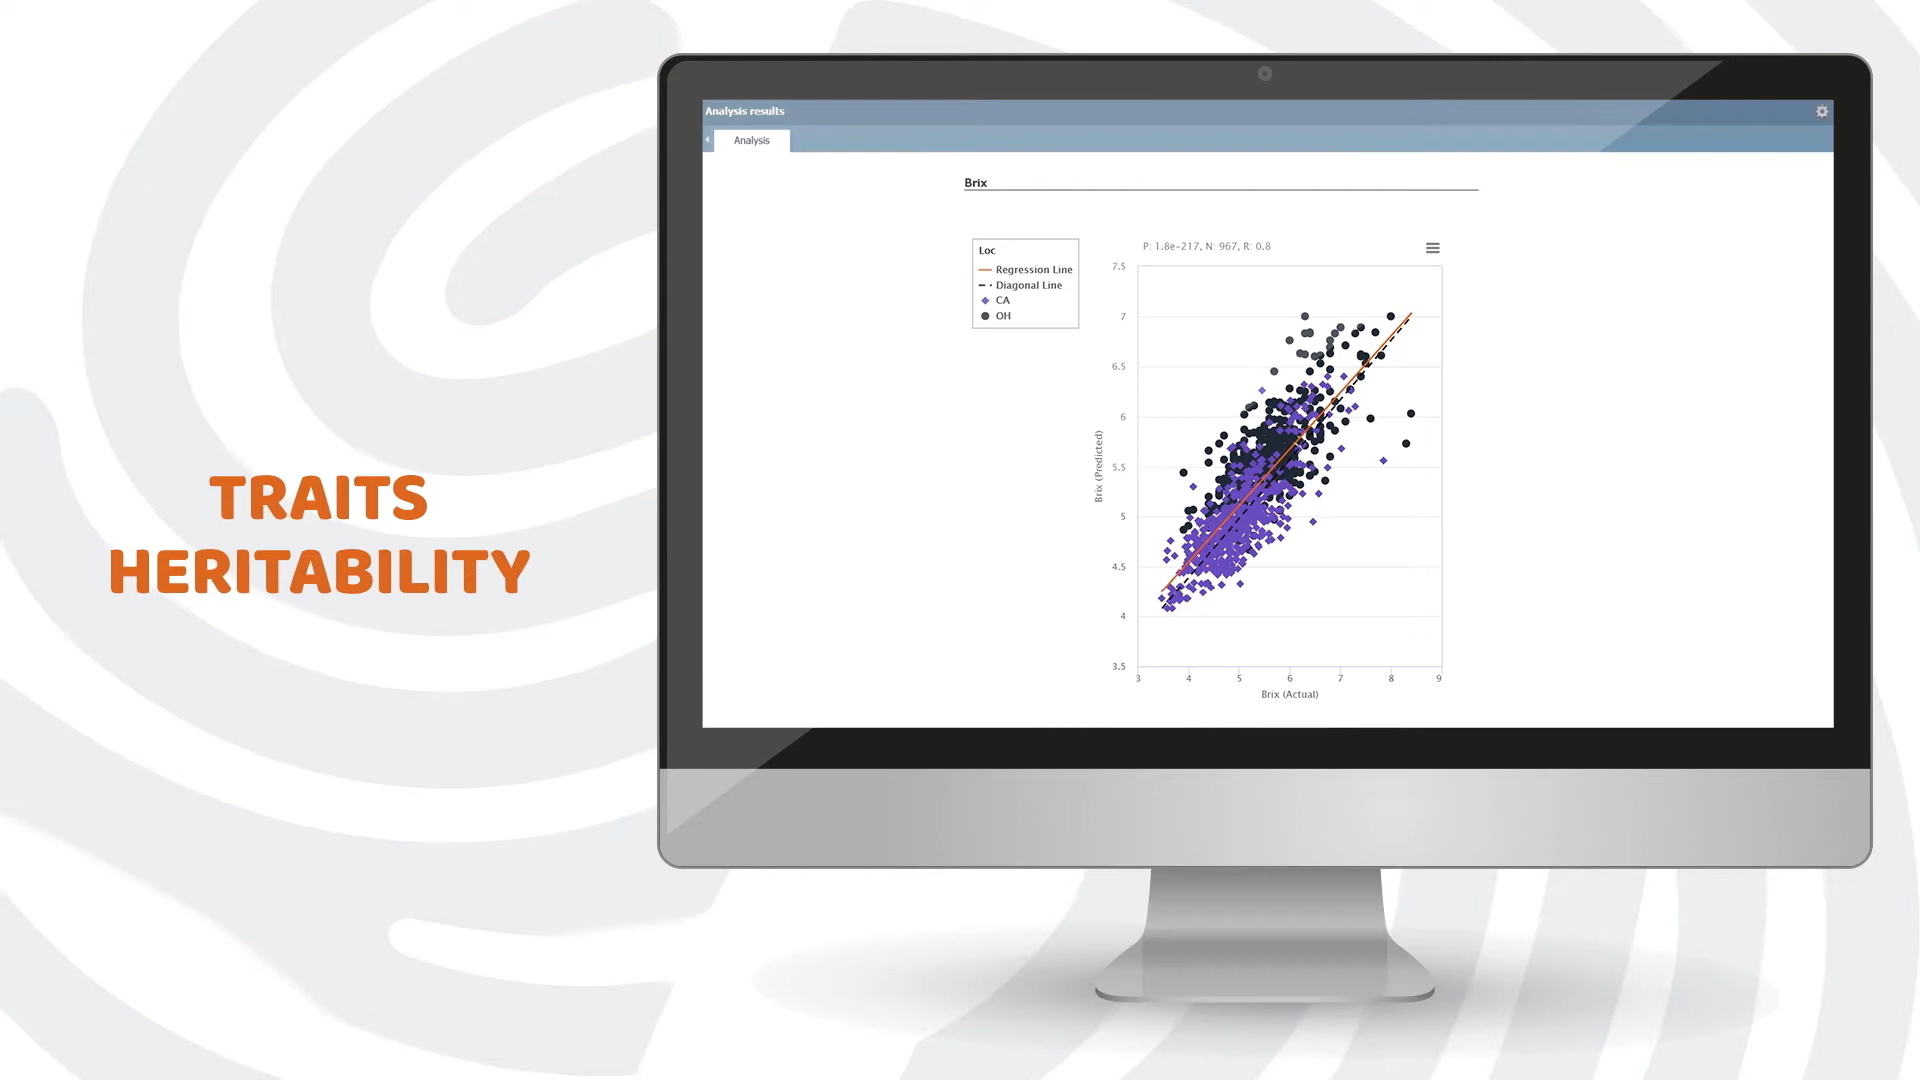 TRAITS
HERITABILITY
Analysis results
Analysis
Brix
Loc
Regression Line
Diagonal Line
CA
OH
P: 1.8e-217, N: 967, R: 0.8
7.5
7
6.5
6
5.5
5
4.5
4
3.5
Brix (Predicted)
3 4 5 6 7 8 9
Brix (Actual)